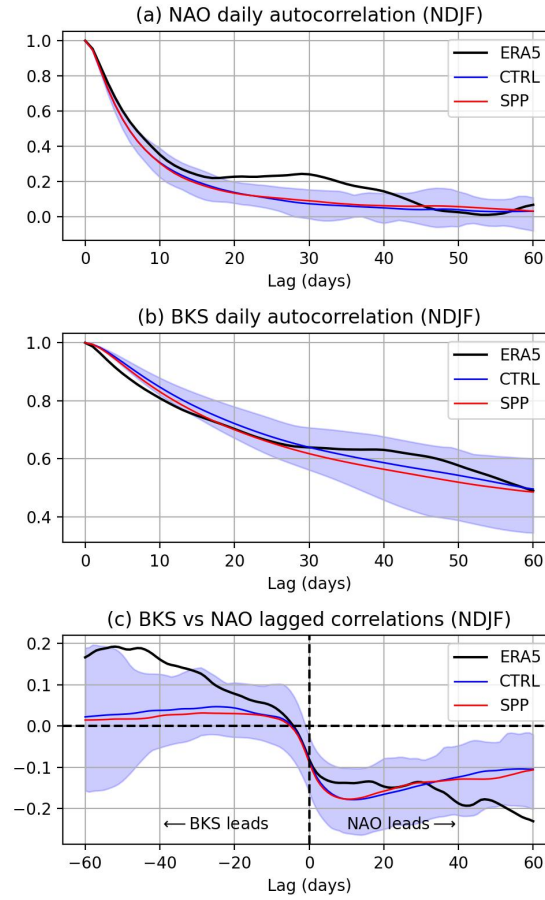 (a) NAO daily autocorrelation (NDJF)
1.0
0.8
0.6
0.4
0.2
0.0
ERA5
CTRL
SPP
0 10 20 30 40 50 60
Lag (days)
(b) BKS daily autocorrelation (NDJF)
1.0
0.8
0.6
0.4
ERA5
CTRL
SPP
0 10 20 30 40 50 60
Lag (days)
(c) BKS vs NAO lagged correlations (NDJF)
0.2
0.1
0.0
−0.1
−0.2
ERA5
CTRL
SPP
←BKS leads NAO leads→
−60 −40 −20 0 20 40 60
Lag (days)